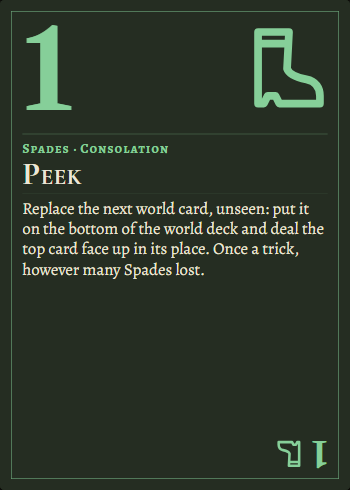 1
Spades · Consolation
Peek
Replace the next world card, unseen: put it
on the bottom of the world deck and deal the
top card face up in its place. Once a trick,
however many Spades lost.
1